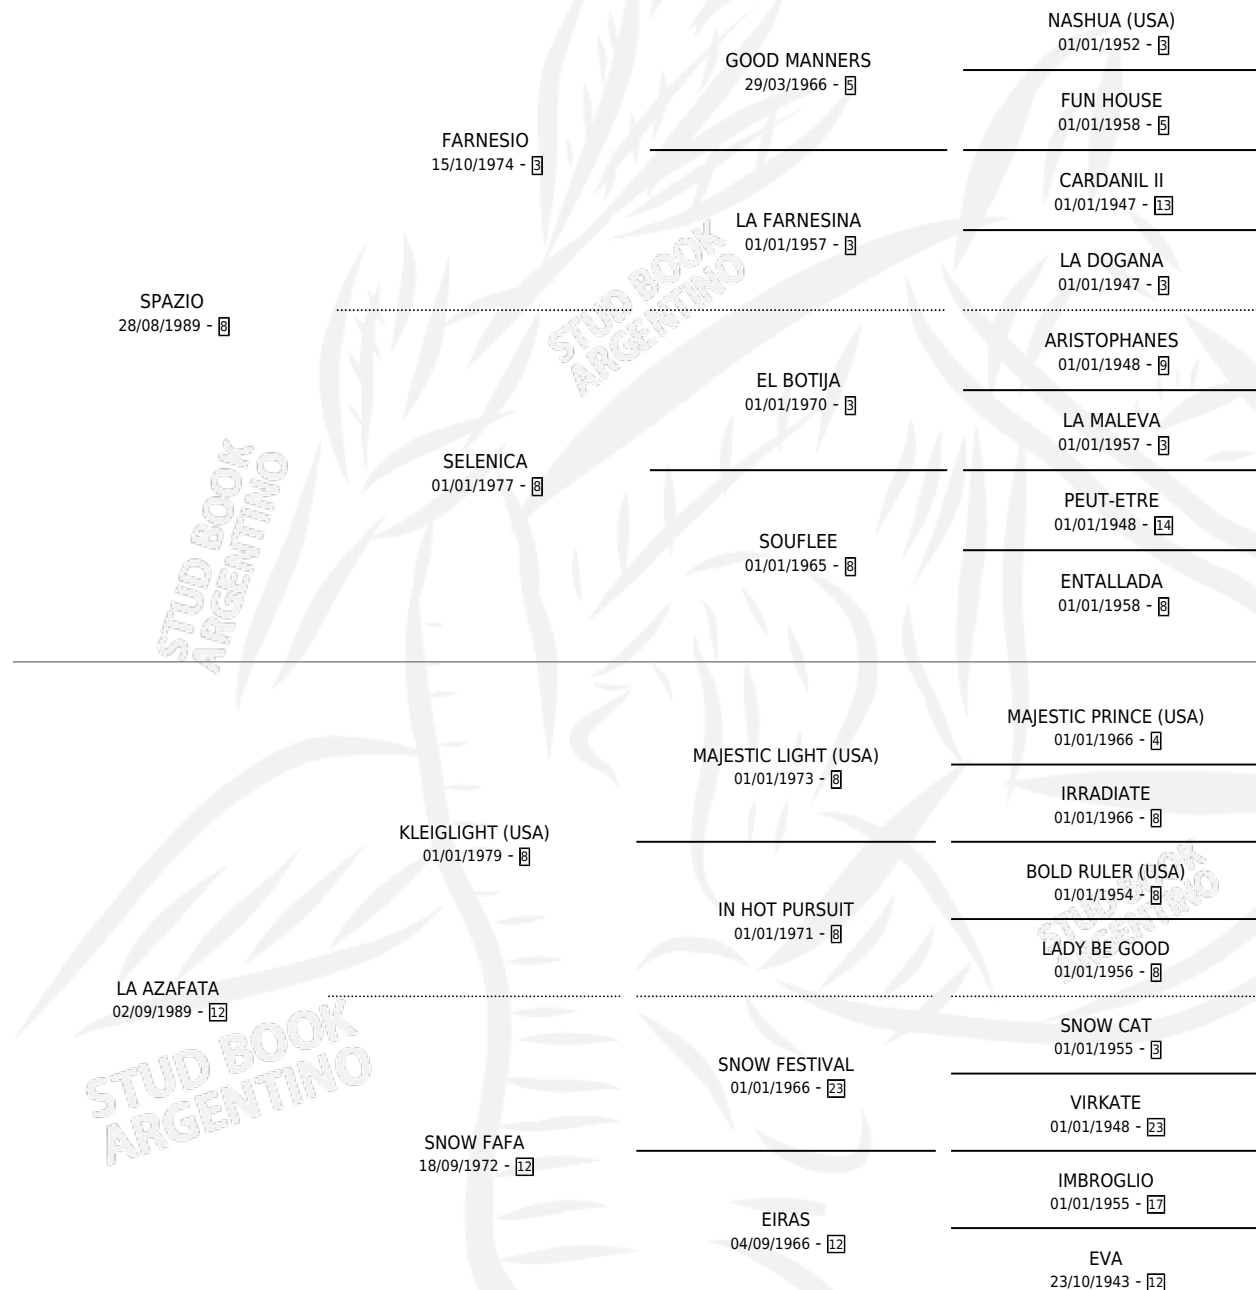 NASHUA (USA)
01/01/1952 - 3
GOOD MANNERS
29/03/1966 - 5
FUN HOUSE
01/01/1958 - 5
FARNESIO
15/10/1974 - 3
CARDANIL II
01/01/1947 - 13
LA FARNESINA
01/01/1957 - 3
LA DOGANA
01/01/1947 - 3
SPAZIO
28/08/1989 - 8
ARISTOPHANES
01/01/1948 - 9
EL BOTIJA
01/01/1970 - 3
LA MALEVA
01/01/1957 - 3
SELENICA
01/01/1977 - 8
PEUT-ETRE
01/01/1948 - 14
SOUFLEE
01/01/1965 - 8
ENTALLADA
01/01/1958 - 8
MAJESTIC PRINCE (USA)
01/01/1966 - 4
MAJESTIC LIGHT (USA)
01/01/1973 - 8
IRRADIATE
01/01/1966 - 8
KLEIGLIGHT (USA)
01/01/1979 - 8
BOLD RULER (USA)
01/01/1954 - 8
IN HOT PURSUIT
01/01/1971 - 8
LADY BE GOOD
01/01/1956 - 8
LA AZAFATA
02/09/1989 - 12
SNOW CAT
01/01/1955 - 3
SNOW FESTIVAL
01/01/1966 - 23
VIRKATE
01/01/1948 - 23
SNOW FAFA
18/09/1972 - 12
IMBROGLIO
01/01/1955 - 17
EIRAS
04/09/1966 - 12
EVA
23/10/1943 - 12
STUD BOOK
ARGENTINO
STUD BOOK
ARGENTINO
STUD BOOK
ARGENTINO
STUD BOOK
ARGENTINO